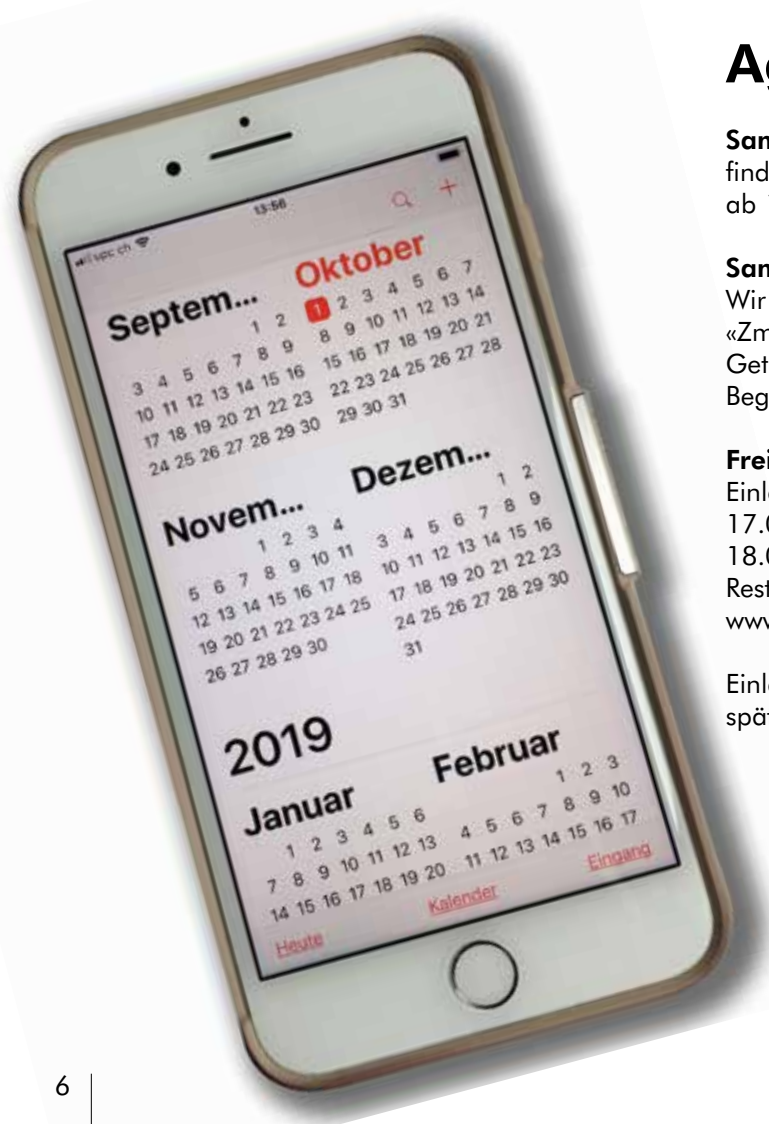 13:56
Septem... Oktober
1 2 1 2 3 4 5 6 7
3 4 5 6 7 8 9 8 9 10 11 12 13 14
10 11 12 13 14 15 16 15 16 17 18 19 20 21
17 18 19 20 21 22 23 22 23 24 25 26 27 28
24 25 26 27 28 29 30 29 30 31
Novem... Dezem...
1 2 3 4 1 2
5 6 7 8 9 10 11 3 4 5 6 7 8 9
12 13 14 15 16 17 18 10 11 12 13 14 15 16
19 20 21 22 23 24 25 17 18 19 20 21 22 23
26 27 28 29 30 24 25 26 27 28 29 30
31
2019
Januar Februar
1 2 3 4 5 6 1 2 3
7 8 9 10 11 12 13 4 5 6 7 8 9 10
14 15 16 17 18 19 20 11 12 13 14 15 16 17
Heute Kalender Eingang
6
Ag
San
find
ab
San
Wir
«Zm
Get
Beg
Frei
Einl
17.0
18.0
Rest
www
Einl
spät